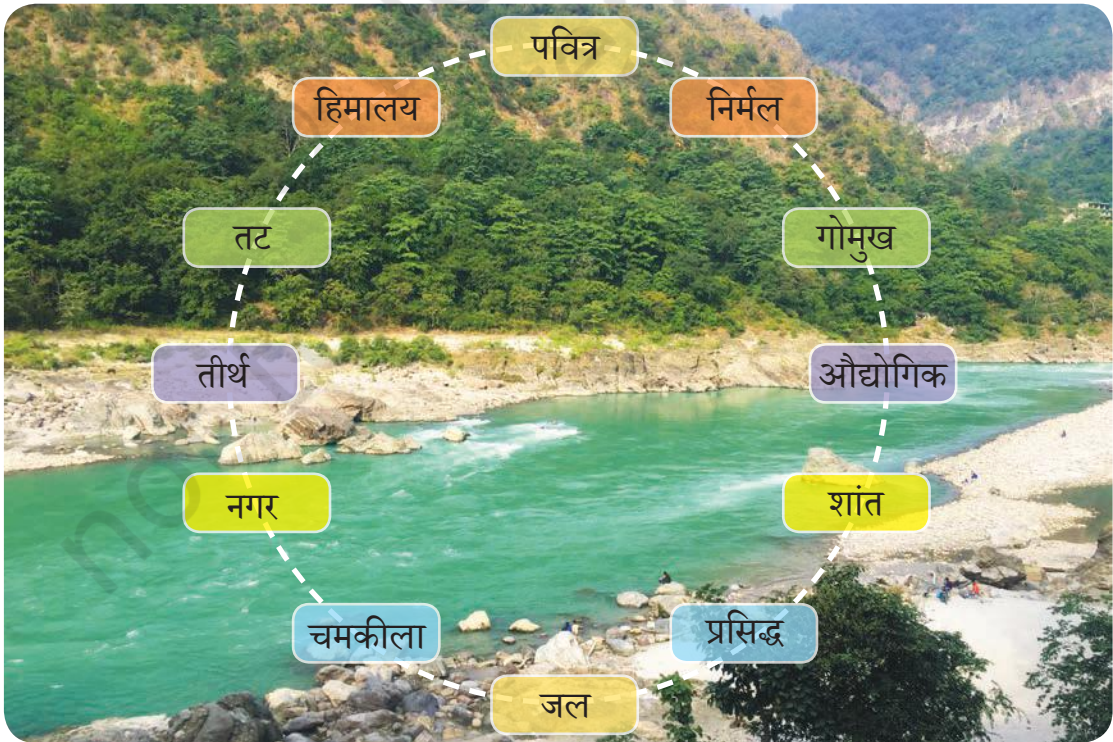 पवित्र
हिमालय
निर्मल
तट
गोमुख
तीर्थ
औद्योगिक
नगर
शांत
चमकीला
प्रसिद्ध
जल